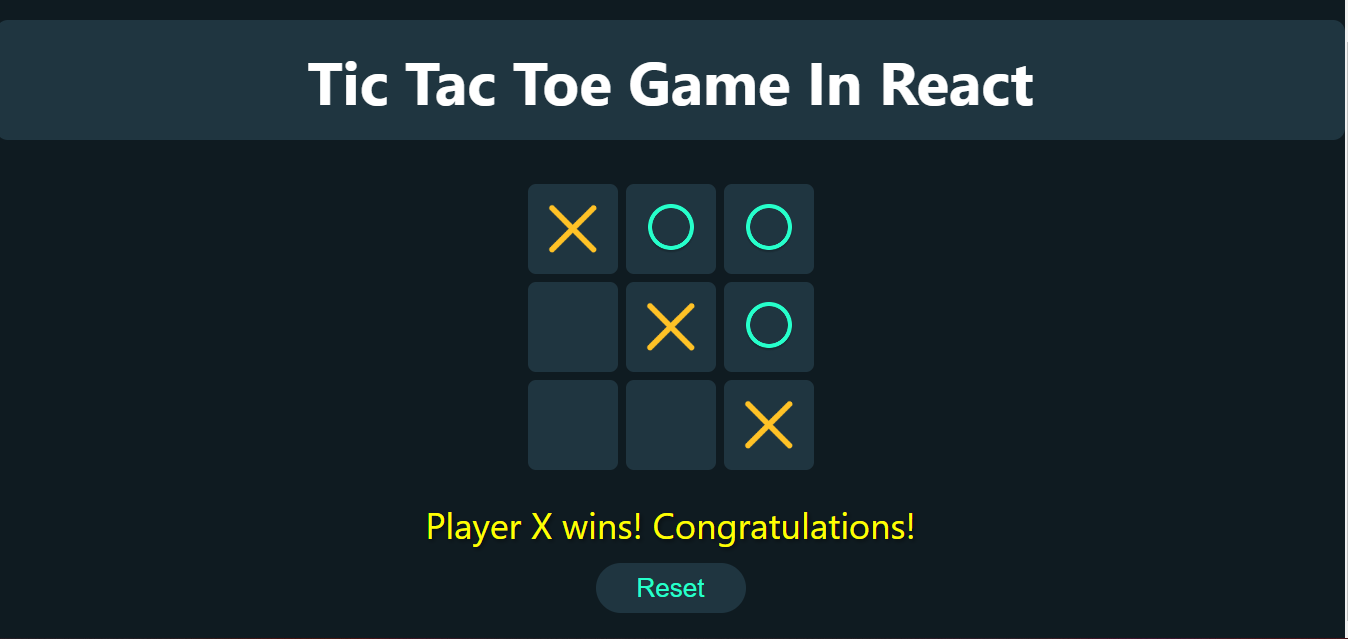 Tic Tac Toe Game In React
X O O
X O
X
Player X wins! Congratulations!
Reset